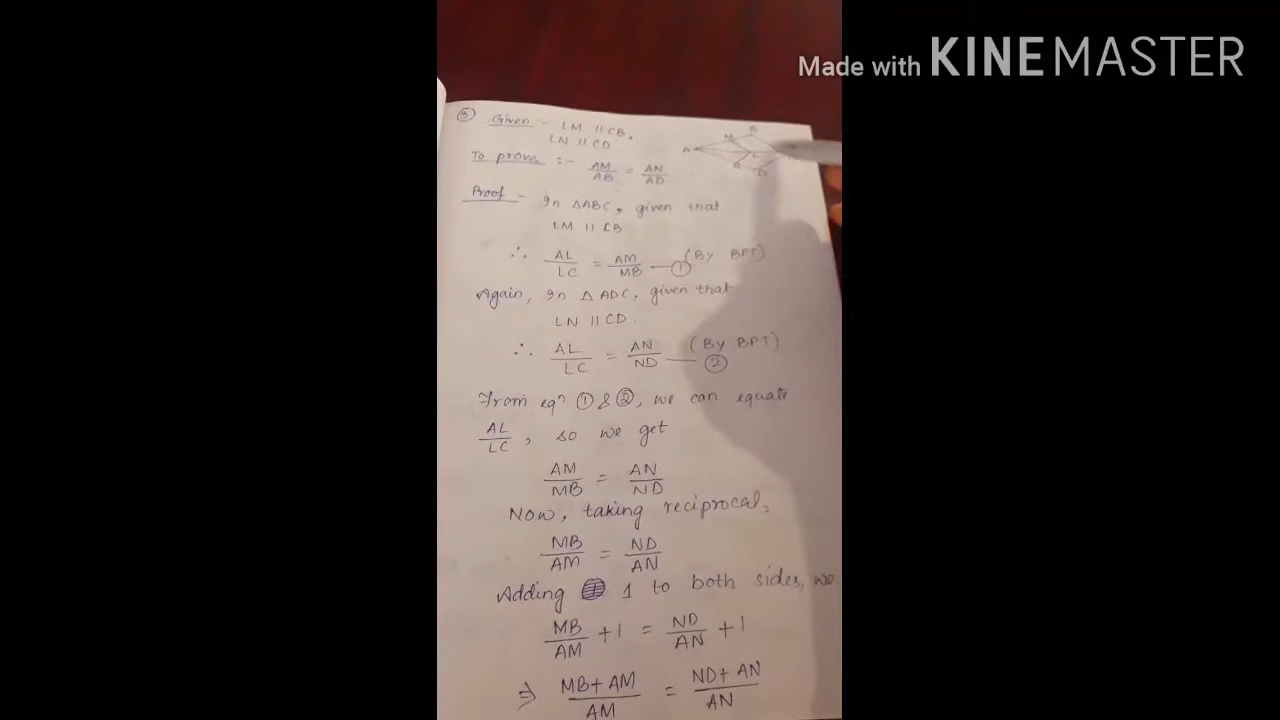 Made with KINEMASTER
③ Given :- LM || CB,
LN || CD
To prove :- AM/AB = AN/AD
Proof - In ΔABC, given that
LM || CB
∴ AL/LC = AM/MB —① (By BPT)
Again, In Δ ADC, given that
LN || CD
∴ AL/LC = AN/ND —② (By BPT)
From eqn ① & ②, we can equate
AL/LC, so we get
AM/MB = AN/ND
Now, taking reciprocal,
MB/AM = ND/AN
Adding 1 to both sides, we
MB/AM + 1 = ND/AN + 1
⇒ MB + AM/AM = ND + AN/AN
A M B L D